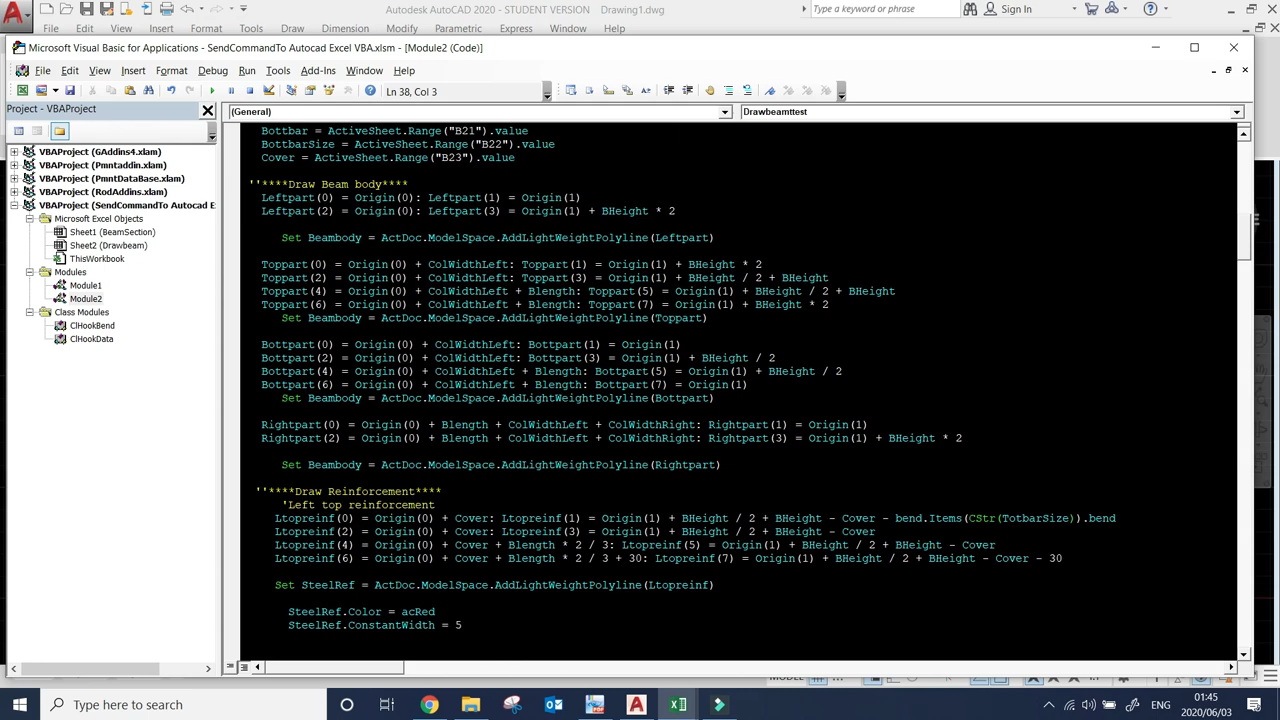 Autodesk AutoCAD 2020 - STUDENT VERSION Drawing1.dwg
Type a keyword or phrase
Sign In
File Edit View Insert Format Tools Draw Dimension Modify Parametric Express Window Help
Microsoft Visual Basic for Applications - SendCommandTo Autocad Excel VBA.xlsm - [Module2 (Code)]
File Edit View Insert Format Debug Run Tools Add-Ins Window Help
Ln 38, Col 3
Project - VBAProject
(General)
Drawbeamttest
VBAProject (GAddins4.xlam)
VBAProject (Pmntaddin.xlam)
VBAProject (PmntDataBase.xlam)
VBAProject (RodAddins.xlam)
VBAProject (SendCommandTo Autocad E
Microsoft Excel Objects
Sheet1 (BeamSection)
Sheet2 (Drawbeam)
ThisWorkbook
Modules
Module1
Module2
Class Modules
ClHookBend
ClHookData
Bottbar = ActiveSheet.Range("B21").value
BottbarSize = ActiveSheet.Range("B22").value
Cover = ActiveSheet.Range("B23").value
''****Draw Beam body****
Leftpart(0) = Origin(0): Leftpart(1) = Origin(1)
Leftpart(2) = Origin(0): Leftpart(3) = Origin(1) + BHeight * 2
Set Beambody = ActDoc.ModelSpace.AddLightWeightPolyline(Leftpart)
Toppart(0) = Origin(0) + ColWidthLeft: Toppart(1) = Origin(1) + BHeight * 2
Toppart(2) = Origin(0) + ColWidthLeft: Toppart(3) = Origin(1) + BHeight / 2 + BHeight
Toppart(4) = Origin(0) + ColWidthLeft + Blength: Toppart(5) = Origin(1) + BHeight / 2 + BHeight
Toppart(6) = Origin(0) + ColWidthLeft + Blength: Toppart(7) = Origin(1) + BHeight * 2
Set Beambody = ActDoc.ModelSpace.AddLightWeightPolyline(Toppart)
Bottpart(0) = Origin(0) + ColWidthLeft: Bottpart(1) = Origin(1)
Bottpart(2) = Origin(0) + ColWidthLeft: Bottpart(3) = Origin(1) + BHeight / 2
Bottpart(4) = Origin(0) + ColWidthLeft + Blength: Bottpart(5) = Origin(1) + BHeight / 2
Bottpart(6) = Origin(0) + ColWidthLeft + Blength: Bottpart(7) = Origin(1)
Set Beambody = ActDoc.ModelSpace.AddLightWeightPolyline(Bottpart)
Rightpart(0) = Origin(0) + Blength + ColWidthLeft + ColWidthRight: Rightpart(1) = Origin(1)
Rightpart(2) = Origin(0) + Blength + ColWidthLeft + ColWidthRight: Rightpart(3) = Origin(1) + BHeight * 2
Set Beambody = ActDoc.ModelSpace.AddLightWeightPolyline(Rightpart)
''****Draw Reinforcement****
'Left top reinforcement
Ltopreinf(0) = Origin(0) + Cover: Ltopreinf(1) = Origin(1) + BHeight / 2 + BHeight - Cover - bend.Items(CStr(TotbarSize)).bend
Ltopreinf(2) = Origin(0) + Cover: Ltopreinf(3) = Origin(1) + BHeight / 2 + BHeight - Cover
Ltopreinf(4) = Origin(0) + Cover + Blength * 2 / 3: Ltopreinf(5) = Origin(1) + BHeight / 2 + BHeight - Cover
Ltopreinf(6) = Origin(0) + Cover + Blength * 2 / 3 + 30: Ltopreinf(7) = Origin(1) + BHeight / 2 + BHeight - Cover - 30
Set SteelRef = ActDoc.ModelSpace.AddLightWeightPolyline(Ltopreinf)
SteelRef.Color = acRed
SteelRef.ConstantWidth = 5
Type here to search
01:45
2020/06/03